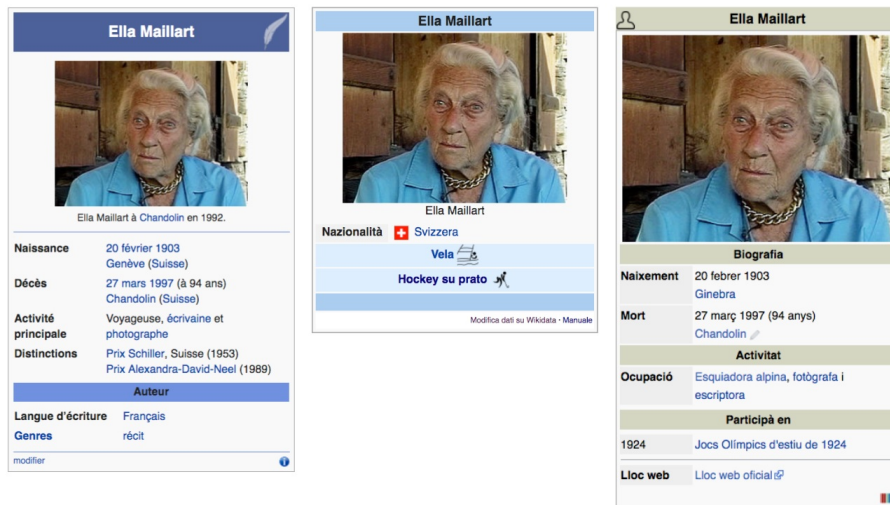 Ella Maillart
Ella Maillart à Chandolin en 1992.
Naissance 20 février 1903
Genève (Suisse)
Décès 27 mars 1997 (à 94 ans)
Chandolin (Suisse)
Activité principale Voyageuse, écrivaine et
photographe
Distinctions Prix Schiller, Suisse (1953)
Prix Alexandra-David-Neel (1989)
Auteur
Langue d'écriture Français
Genres récit
modifier
Ella Maillart
Ella Maillart
Nazionalità Svizzera
Vela
Hockey su prato
Modifica dati su Wikidata · Manuale
Ella Maillart
Biografia
Naixement 20 febrer 1903
Ginebra
Mort 27 març 1997 (94 anys)
Chandolin
Activitat
Ocupació Esquiadora alpina, fotògrafa i
escriptora
Participà en
1924 Jocs Olímpics d'estiu de 1924
Lloc web Lloc web oficial